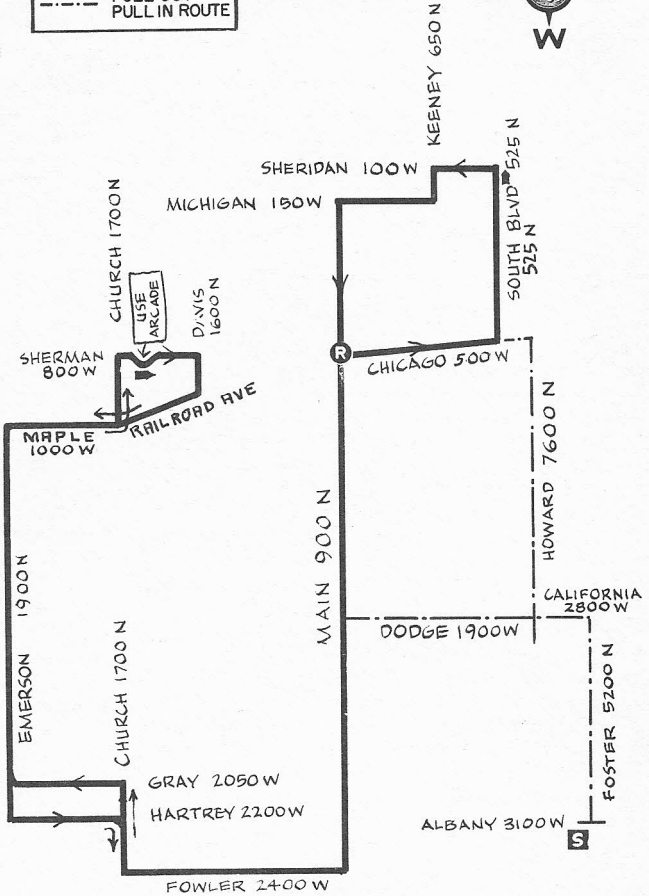 PULL IN ROUTE
W
KEENEY 650 N
SHERIDAN 100 W
MICHIGAN 150W
525 N
SOUTH BLVD
525 N
CHURCH 1700 N
USE
ARCADE
DAVIS
1600 N
SHERMAN
800 W
R
CHICAGO 500 W
RAILROAD AVE
MAPLE
1000 W
HOWARD 7600 N
MAIN 900 N
CALIFORNIA
2800 W
DODGE 1900W
EMERSON 1900 N
CHURCH 1700 N
FOSTER 5200 N
GRAY 2050 W
HARTREY 2200 W
ALBANY 3100 W
S
FOWLER 2400 W